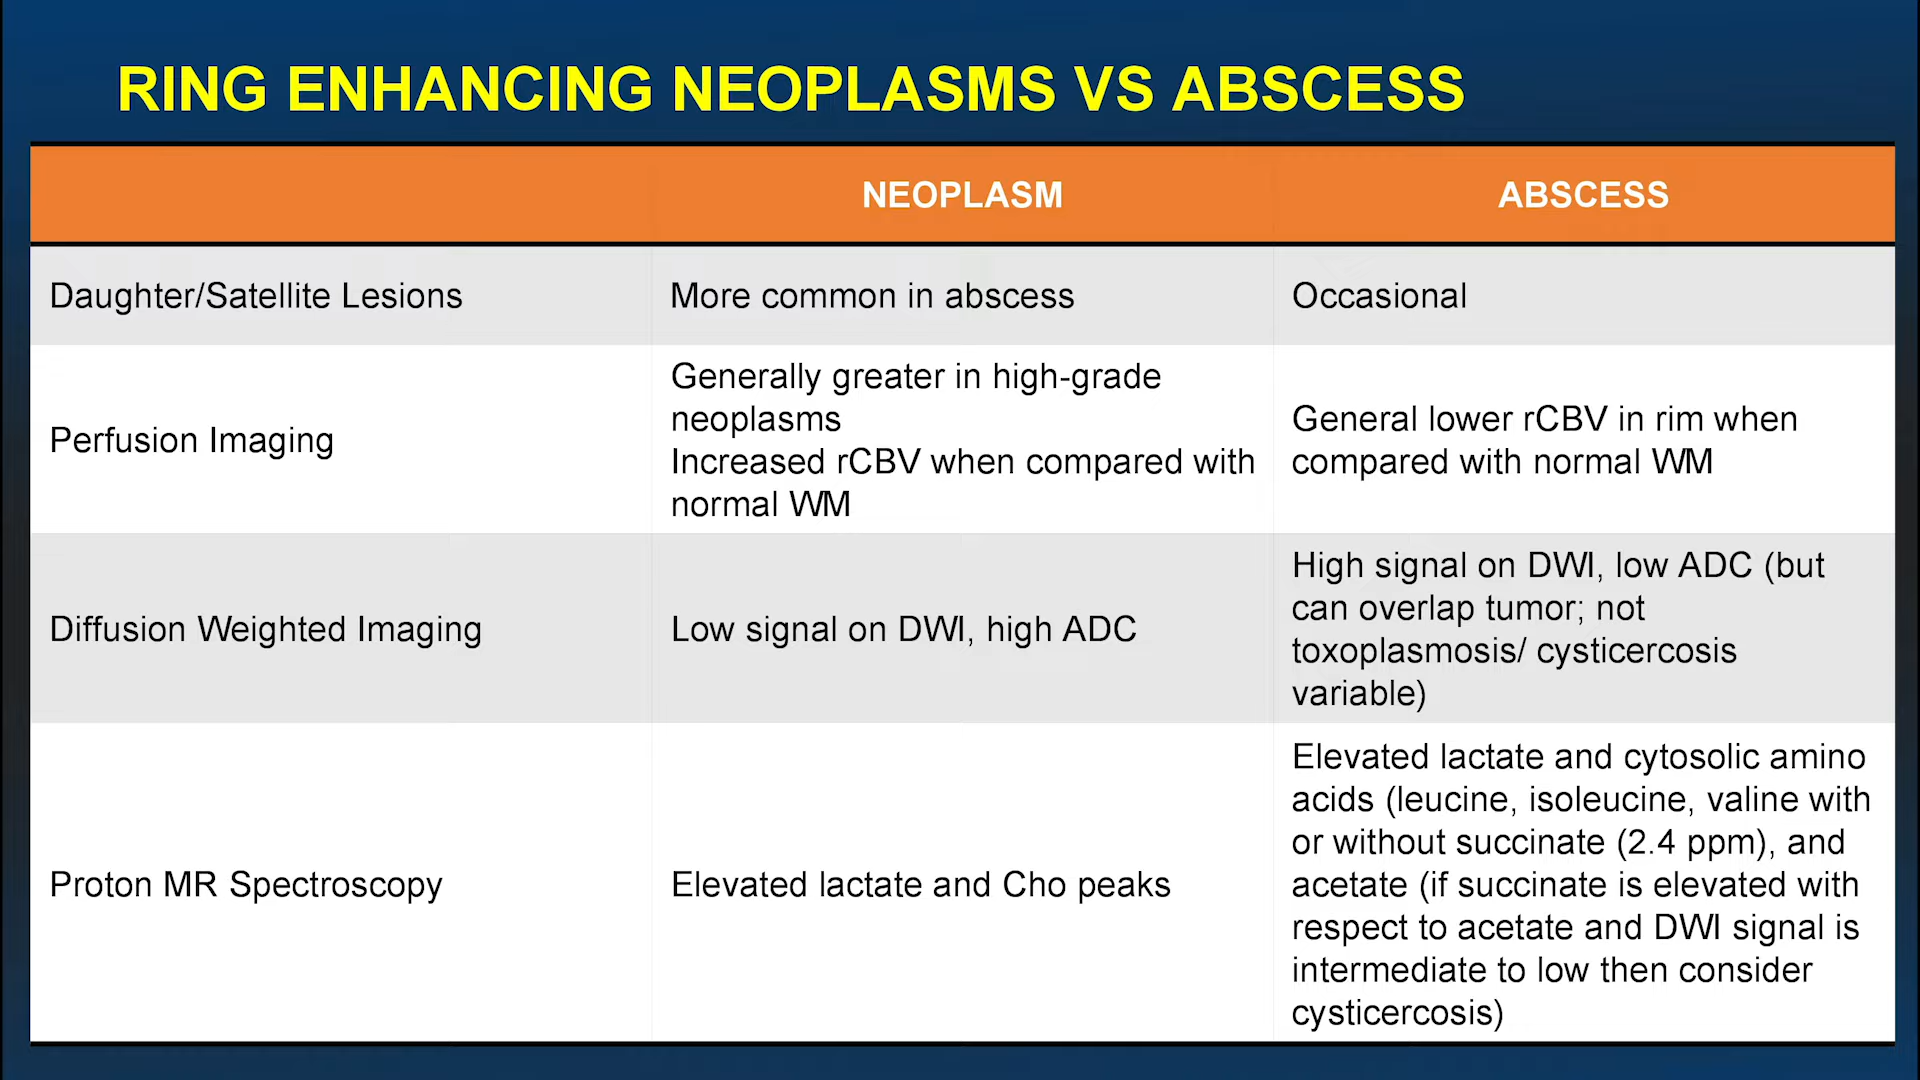 RING ENHANCING NEOPLASMS VS ABSCESS
NEOPLASM
ABSCESS
Daughter/Satellite Lesions
More common in abscess
Occasional
Perfusion Imaging
Generally greater in high-grade
neoplasms
Increased rCBV when compared with
normal WM
General lower rCBV in rim when
compared with normal WM
Diffusion Weighted Imaging
Low signal on DWI, high ADC
High signal on DWI, low ADC (but
can overlap tumor; not
toxoplasmosis/ cysticercosis
variable)
Proton MR Spectroscopy
Elevated lactate and Cho peaks
Elevated lactate and cytosolic amino
acids (leucine, isoleucine, valine with
or without succinate (2.4 ppm), and
acetate (if succinate is elevated with
respect to acetate and DWI signal is
intermediate to low then consider
cysticercosis)